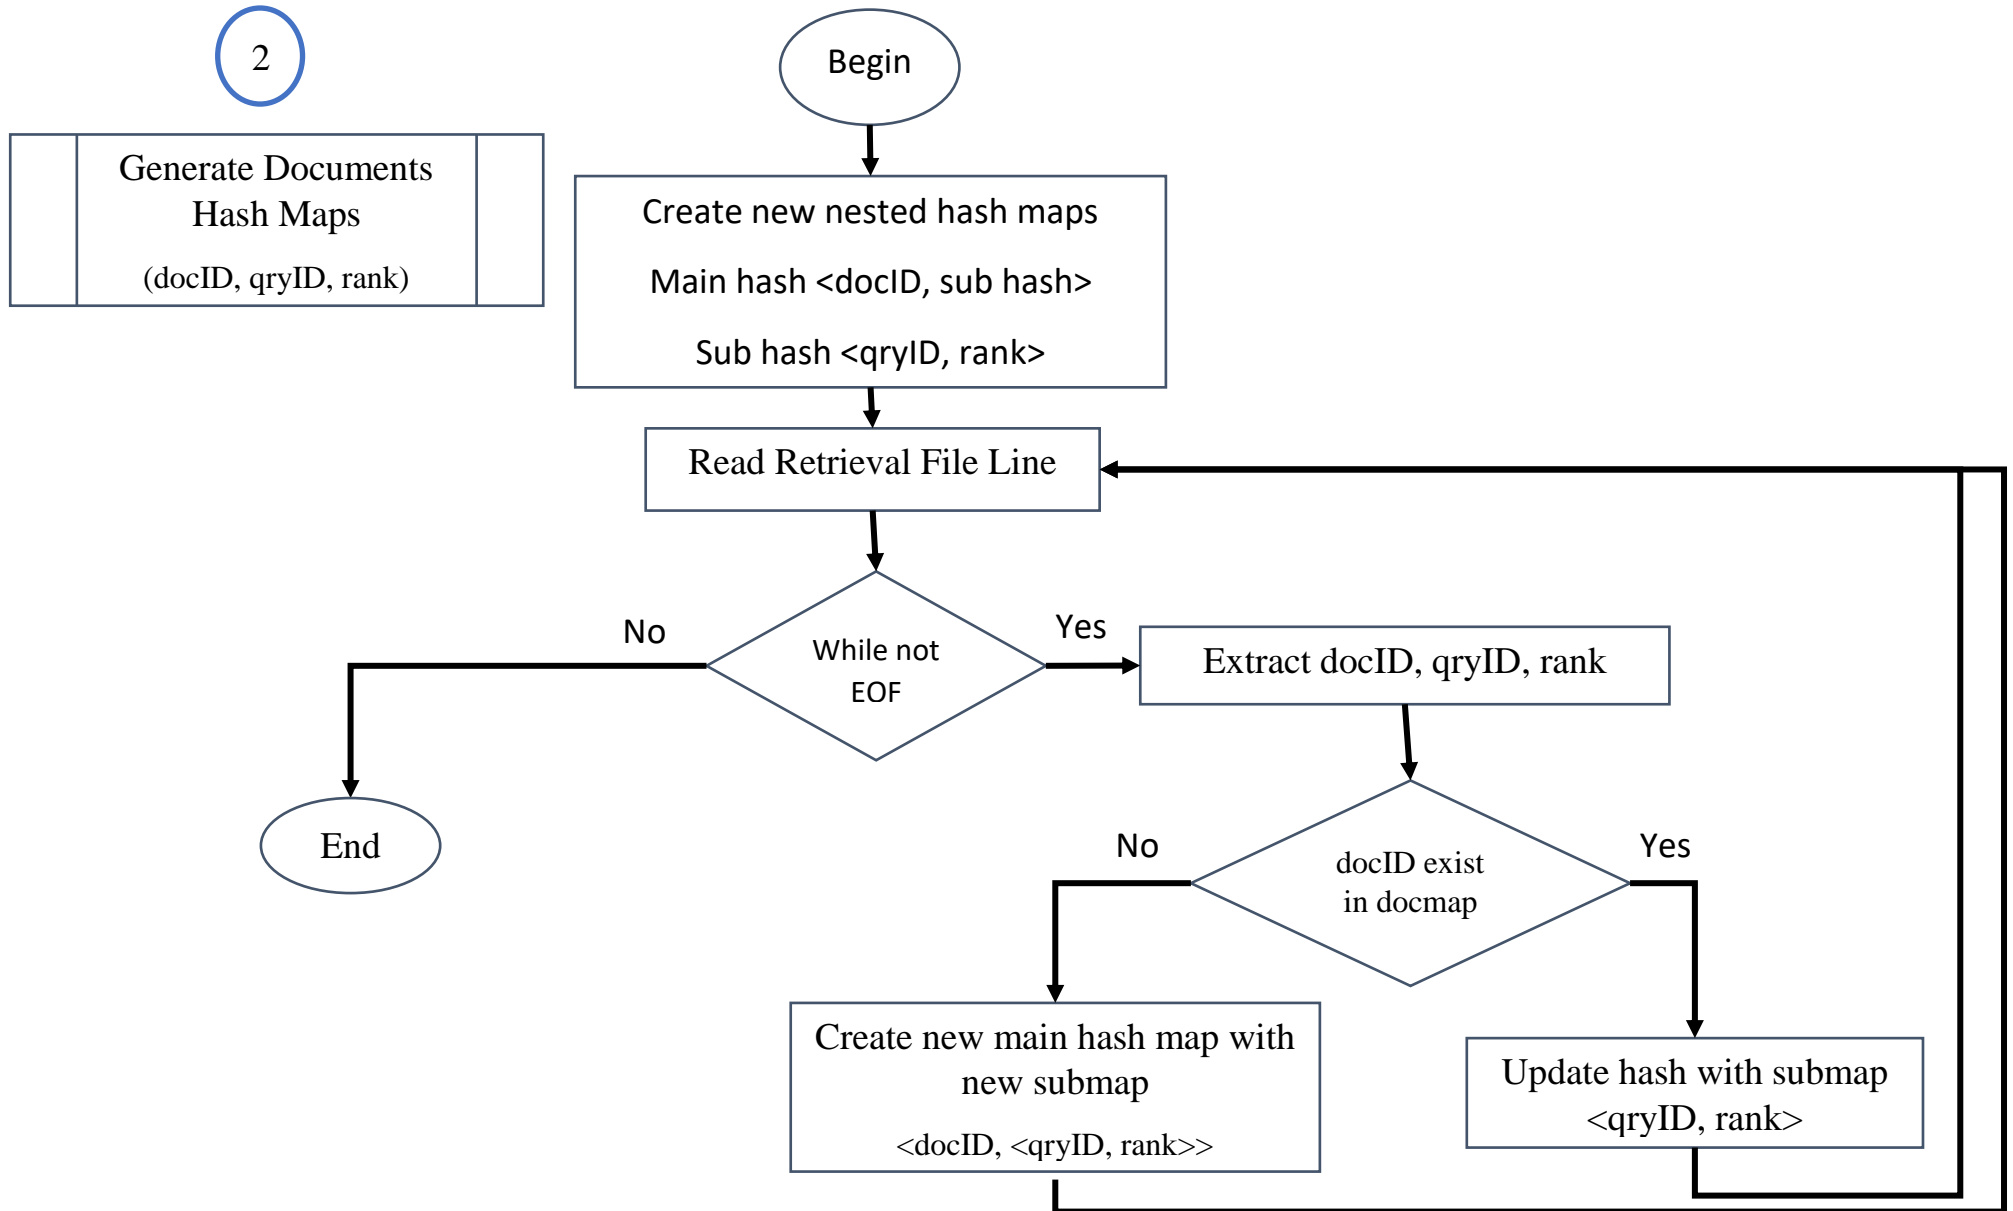 2
Generate Documents
Hash Maps
(docID, qryID, rank)
Begin
Create new nested hash maps
Main hash <docID, sub hash>
Sub hash <qryID, rank>
Read Retrieval File Line
While not
EOF
No
Yes
Extract docID, qryID, rank
End
docID exist
in docmap
No
Yes
Create new main hash map with
new submap
<docID, <qryID, rank>>
Update hash with submap
<qryID, rank>